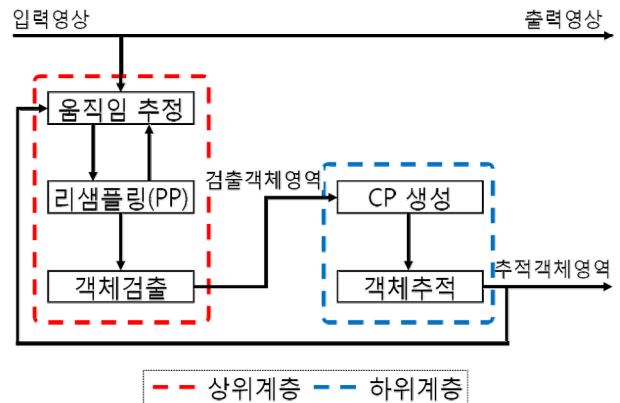 입력영상 출력영상
움직임 추정
검출객체영역
리샘플링(PP) CP 생성
추적객체영역
객체검출 객체추적
상위계층 하위계층